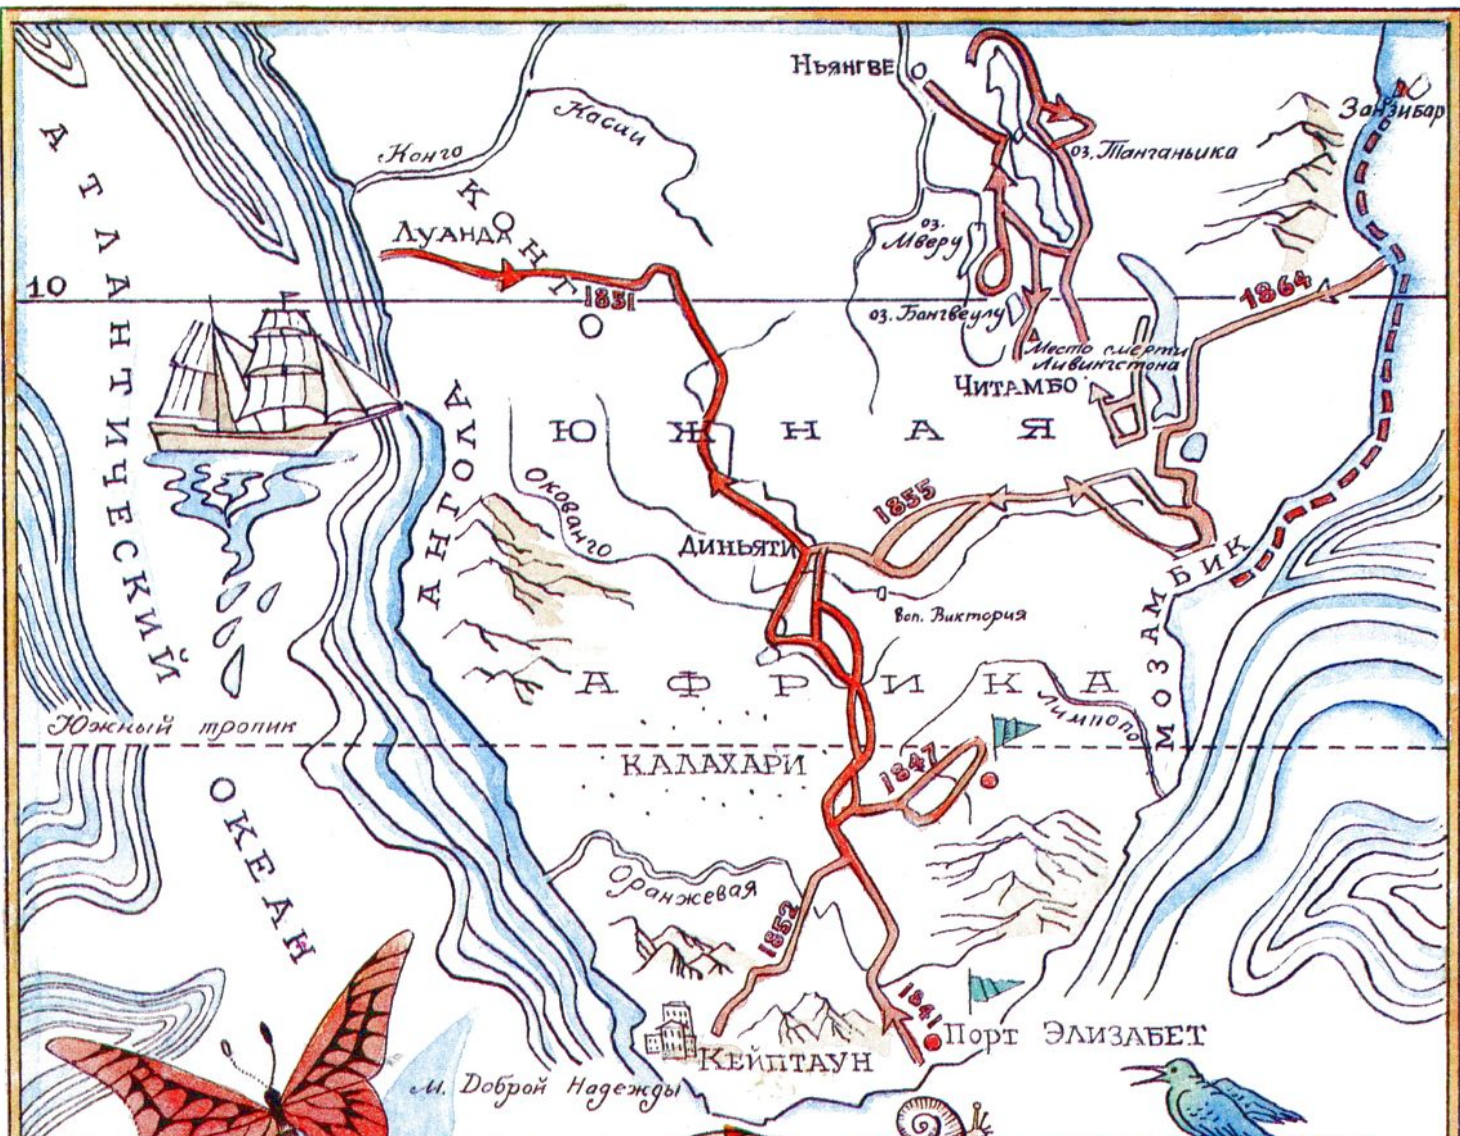 Ньянгве
Занзибар
Касаи
Конго
оз. Танганьика
КОНГО
Луанда
оз.
Мверу
10
1851
1864
оз. Бангвеулу
Место смерти
Ливингстона
Читамбо
АТЛАНТИЧЕСКИЙ
ОКЕАН
АНГОЛА
ЮЖНАЯ
Окованго
1855
Диньяти
МОЗАМБИК
воп. Виктория
АФРИКА
Лимпопо
Южный тропик
КАЛАХАРИ
1847
Оранжевая
1852
1841
Порт Элизабет
Кейптаун
м. Доброй Надежды